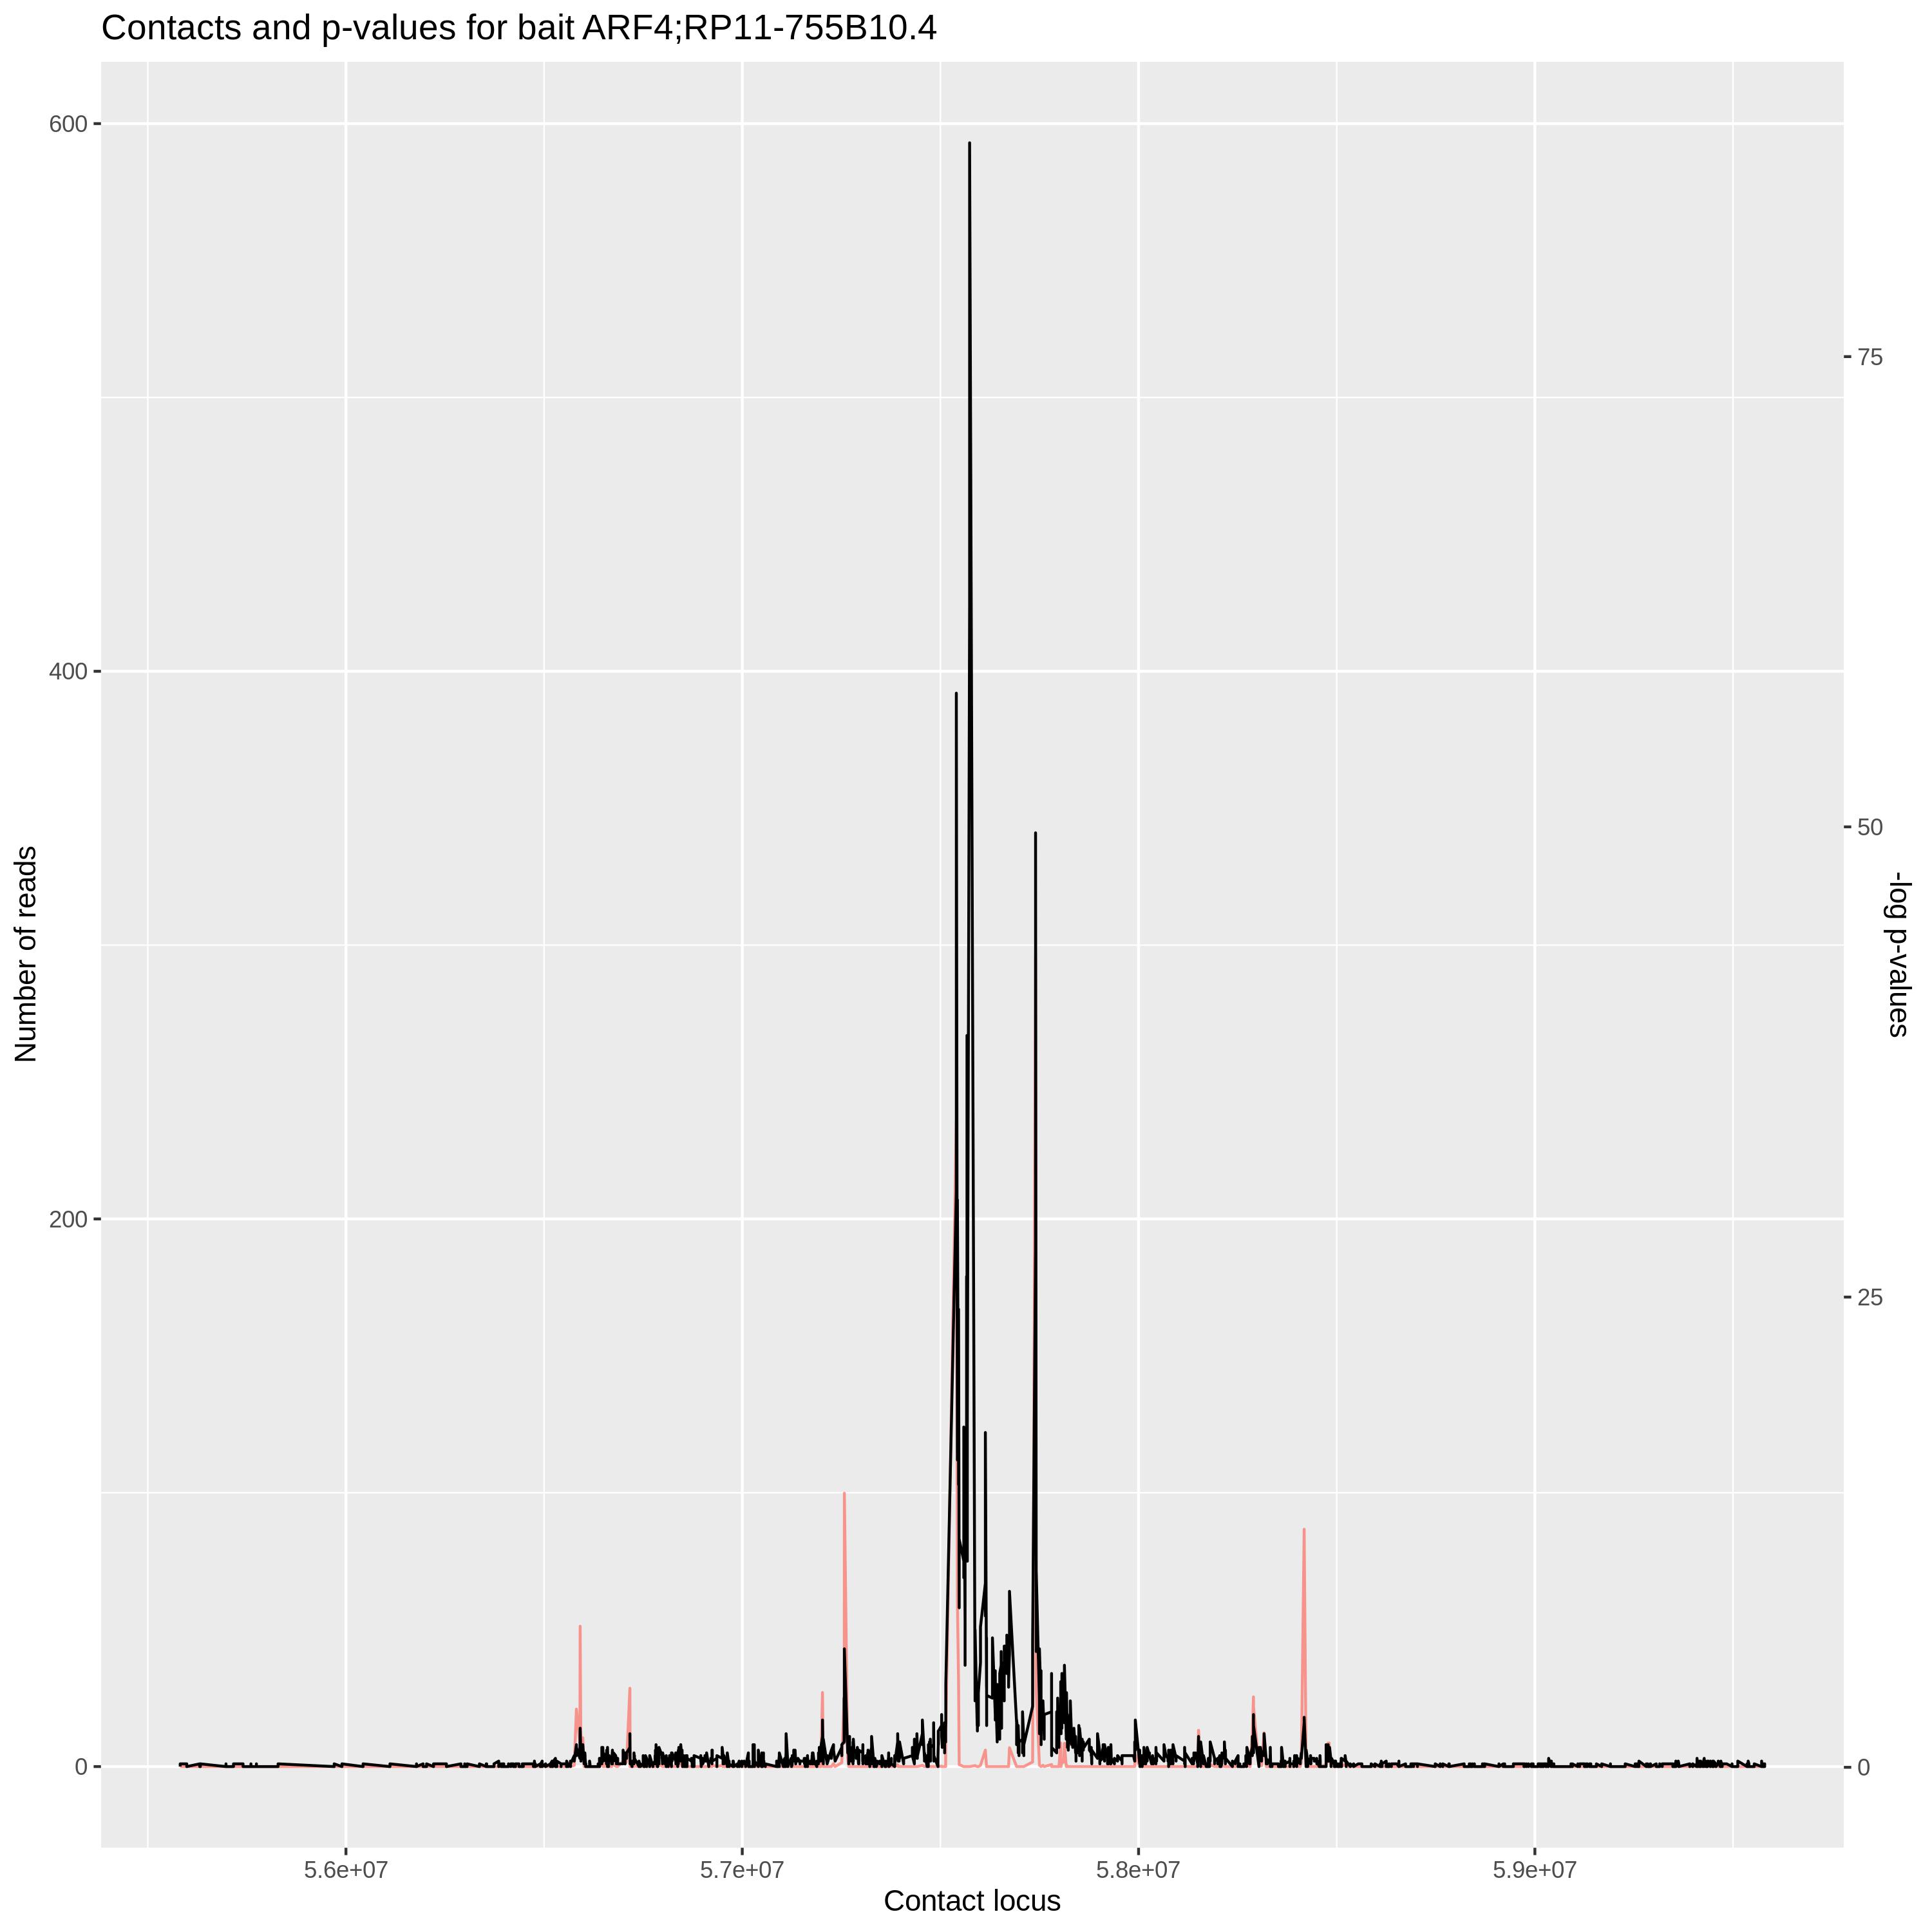 Contacts and p-values for bait ARF4;RP11-755B10.4
600
400
200
0
Number of reads
75
50
25
0
-log p-values
5.6e+07
5.7e+07
5.8e+07
5.9e+07
Contact locus